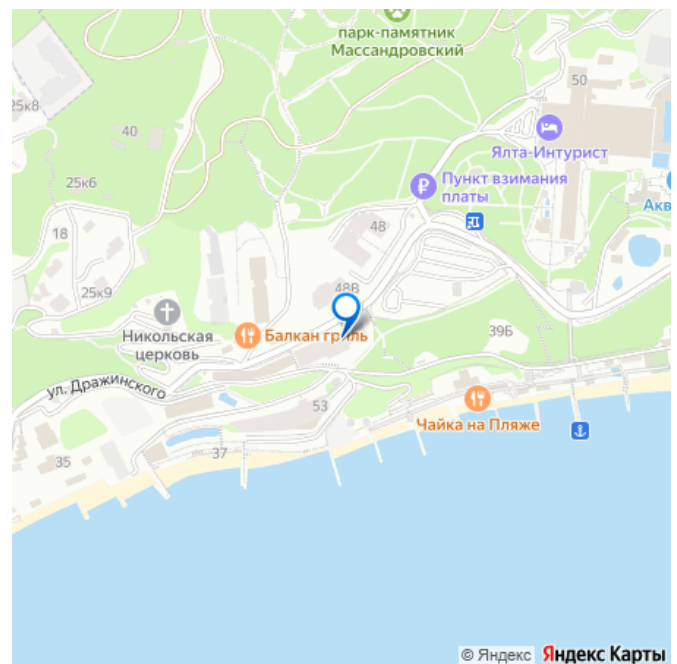 парк-памятник
Массандровский
50
25к8
40
Ялта-Интурист
25к6
Пункт взимания
платы
Акв
18
48
25к9
48В
Никольская
церковь
Балкан гриль
39Б
ул. Дражинского
53
Чайка на Пляже
35
37
© Яндекс Яндекс Карты